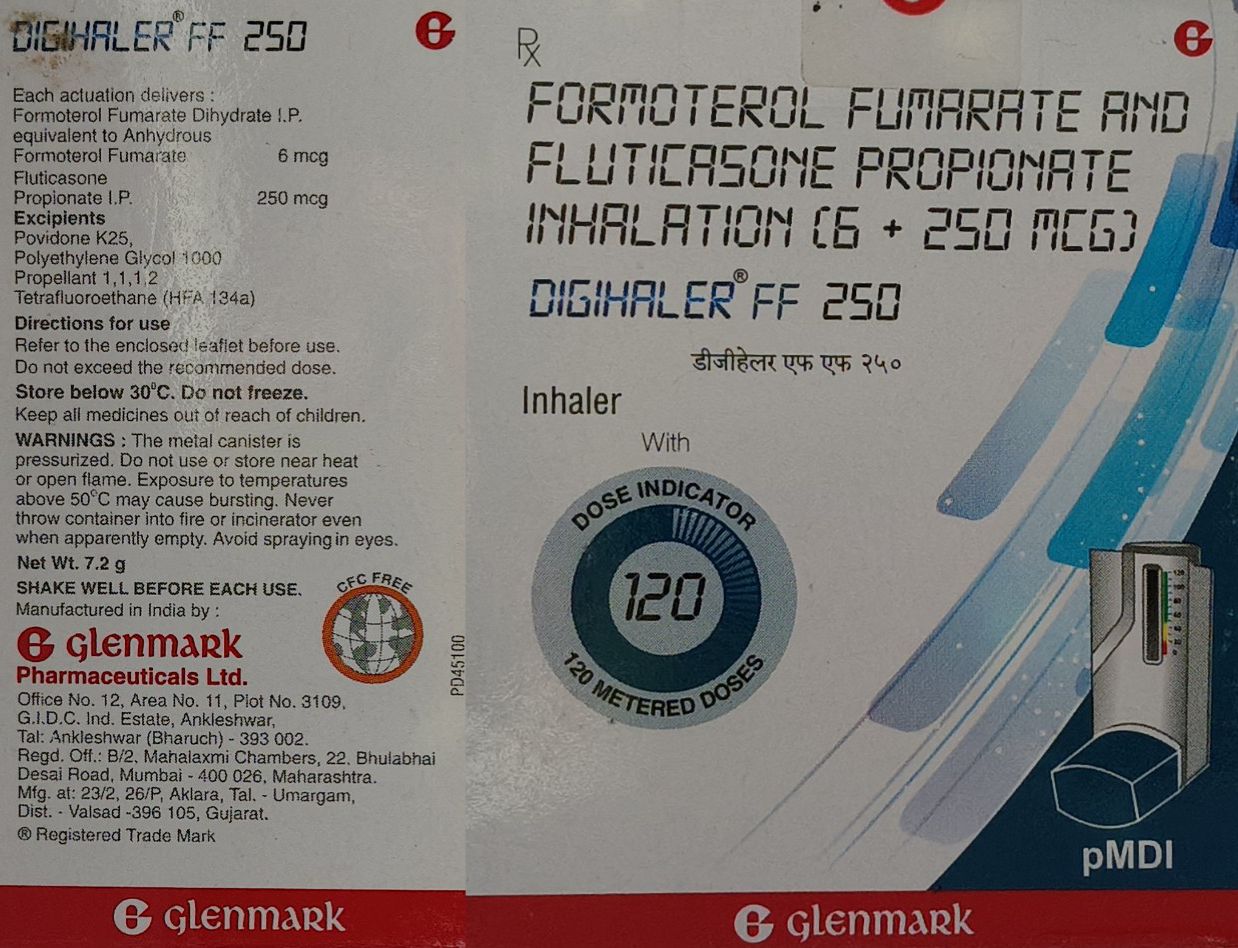 DIGIHALER® FF 250
Each actuation delivers :
Formoterol Fumarate Dihydrate I.P.
equivalent to Anhydrous
Formoterol Fumarate 6 mcg
Fluticasone
Propionate I.P. 250 mcg
Excipients
Povidone K25,
Polyethylene Glycol 1000
Propellant 1,1,1,2
Tetrafluoroethane (HFA 134a)
Directions for use
Refer to the enclosed leaflet before use.
Do not exceed the recommended dose.
Store below 30°C. Do not freeze.
Keep all medicines out of reach of children.
WARNINGS : The metal canister is
pressurized. Do not use or store near heat
or open flame. Exposure to temperatures
above 50°C may cause bursting. Never
throw container into fire or incinerator even
when apparently empty. Avoid spraying in eyes.
Net Wt. 7.2 g
SHAKE WELL BEFORE EACH USE.
Manufactured in India by :
glenmark
Pharmaceuticals Ltd.
Office No. 12, Area No. 11, Plot No. 3109,
G.I.D.C. Ind. Estate, Ankleshwar,
Tal: Ankleshwar (Bharuch) - 393 002.
Regd. Off.: B/2, Mahalaxmi Chambers, 22, Bhulabhai
Desai Road, Mumbai - 400 026, Maharashtra.
Mfg. at: 23/2, 26/P, Aklara, Tal. - Umargam,
Dist. - Valsad -396 105, Gujarat.
® Registered Trade Mark
CFC FREE
PD45100
glenmark
Rx
FORMOTEROL FUMARATE AND
FLUTICASONE PROPIONATE
INHALATION (6 + 250 MCG)
DIGIHALER® FF 250
डीजीहेलर एफ एफ २५०
Inhaler
With
DOSE INDICATOR
120
120 METERED DOSES
pMDI
glenmark